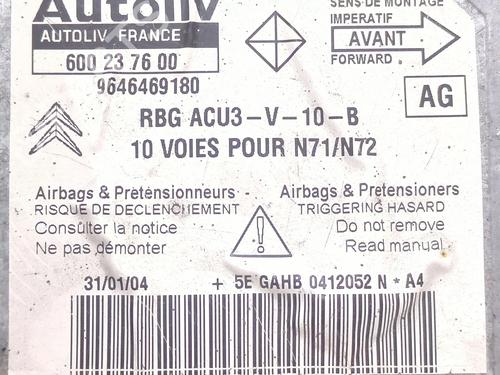 Autoliv
AUTOLIV FRANCE
600 23 76 00
9646469180
SENS DE MONTAGE
IMPERATIF
AVANT
FORWARD
AG
RBG ACU3-V-10-B
10 VOIES POUR N71/N72
Airbags & Pretensionneurs
RISQUE DE DECLENCHEMENT
Consulter la notice
Ne pas démonter
Airbags & Pretensioners
TRIGGERING HASARD
Do not remove
Read manual
31/01/04 + 5E GAHB 0412052 N * A4